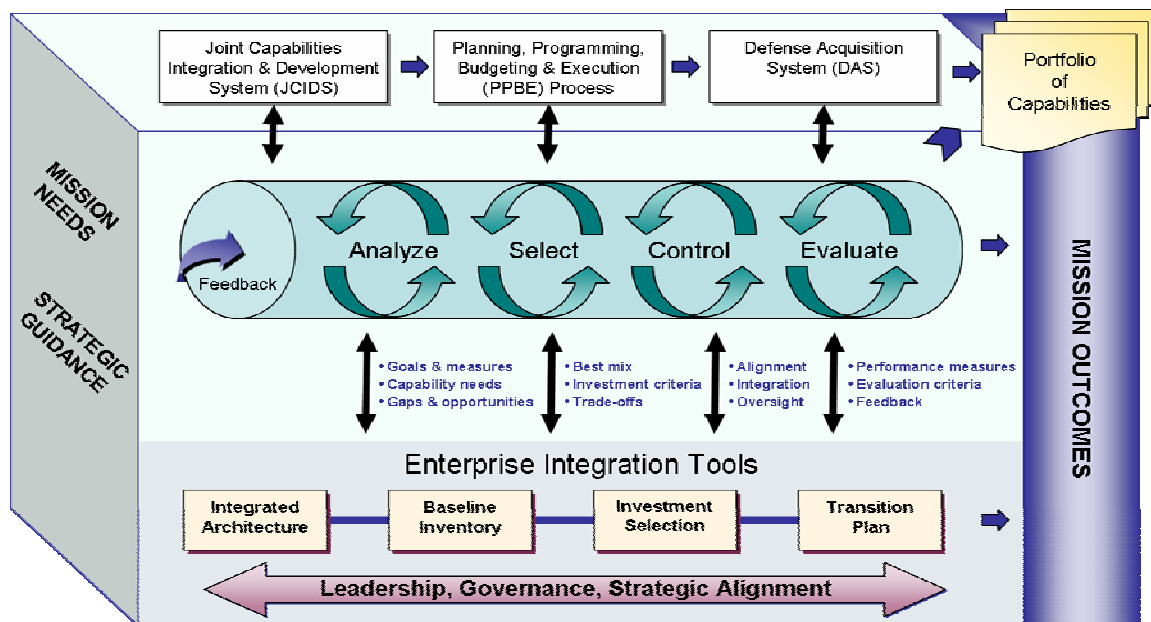 Joint Capabilities
Integration & Development
System (JCIDS)
Planning, Programming,
Budgeting & Execution
(PPBE) Process
Defense Acquisition
System (DAS)
Portfolio
of
Capabilities
MISSION
NEEDS
STRATEGIC
GUIDANCE
Feedback
Analyze
Select
Control
Evaluate
• Goals & measures
• Capability needs
• Gaps & opportunities
• Best mix
• Investment criteria
• Trade-offs
• Alignment
• Integration
• Oversight
• Performance measures
• Evaluation criteria
• Feedback
MISSION OUTCOMES
Enterprise Integration Tools
Integrated
Architecture
Baseline
Inventory
Investment
Selection
Transition
Plan
Leadership, Governance, Strategic Alignment